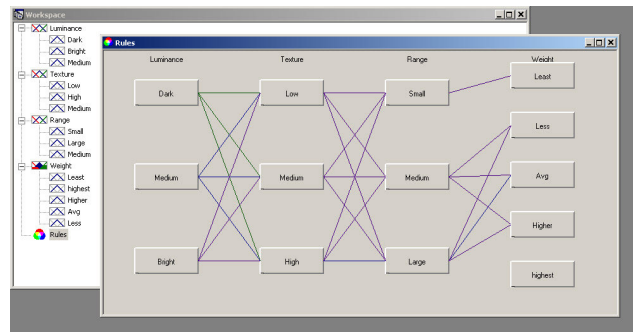 Workspace
Luminance
Dark
Bright
Medium
Texture
Low
High
Medium
Range
Small
Large
Medium
Weight
Least
highest
Higher
Avg
Less
Rules
Rules
Luminance Texture Range Weight
Dark Low Small Least
Less
Medium Medium Medium Avg
Higher
Bright High Large highest